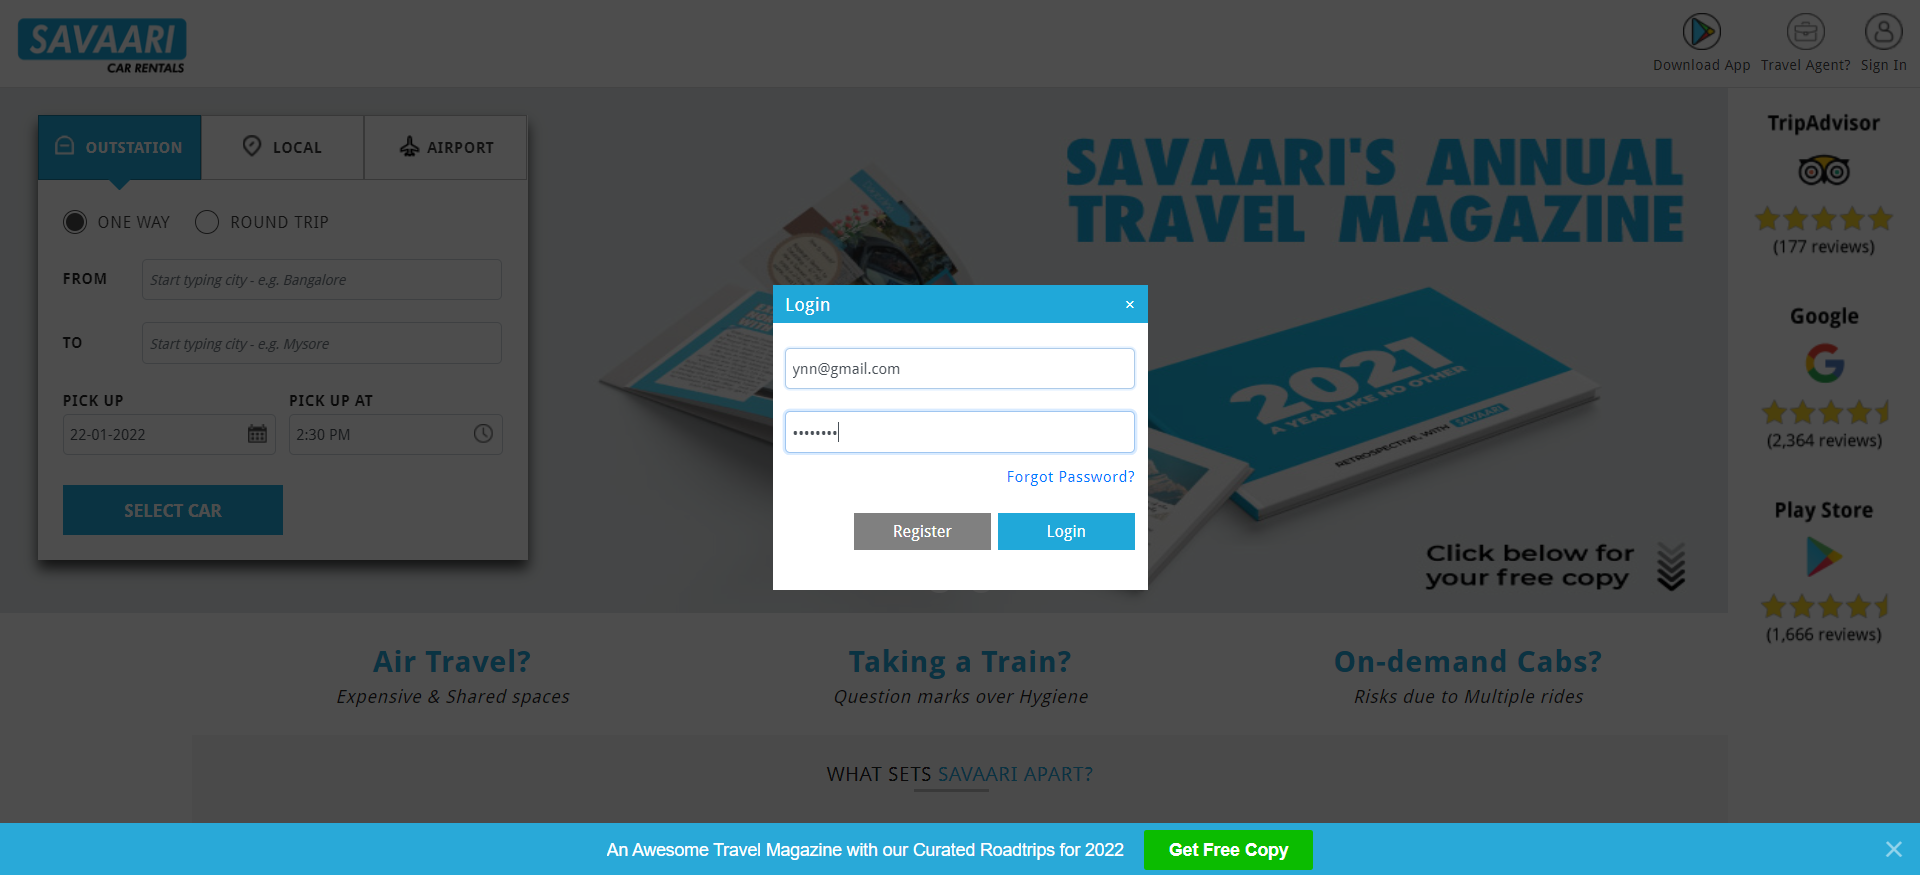 SAVAARI
CAR RENTALS
Download App
Travel Agent?
Sign In
OUTSTATION
LOCAL
AIRPORT
ONE WAY
ROUND TRIP
FROM
Start typing city - e.g. Bangalore
TO
Start typing city - e.g. Mysore
PICK UP
PICK UP AT
22-01-2022
2:30 PM
SELECT CAR
SAVAARI'S ANNUAL
TRAVEL MAGAZINE
2021
A YEAR LIKE NO OTHER
RETROSPECTIVE, WITH SAVAARI
Click below for
your free copy
Login
×
ynn@gmail.com
••••••••
Forgot Password?
Register
Login
TripAdvisor
(177 reviews)
Google
(2,364 reviews)
Play Store
(1,666 reviews)
Air Travel?
Expensive & Shared spaces
Taking a Train?
Question marks over Hygiene
On-demand Cabs?
Risks due to Multiple rides
WHAT SETS SAVAARI APART?
An Awesome Travel Magazine with our Curated Roadtrips for 2022
Get Free Copy